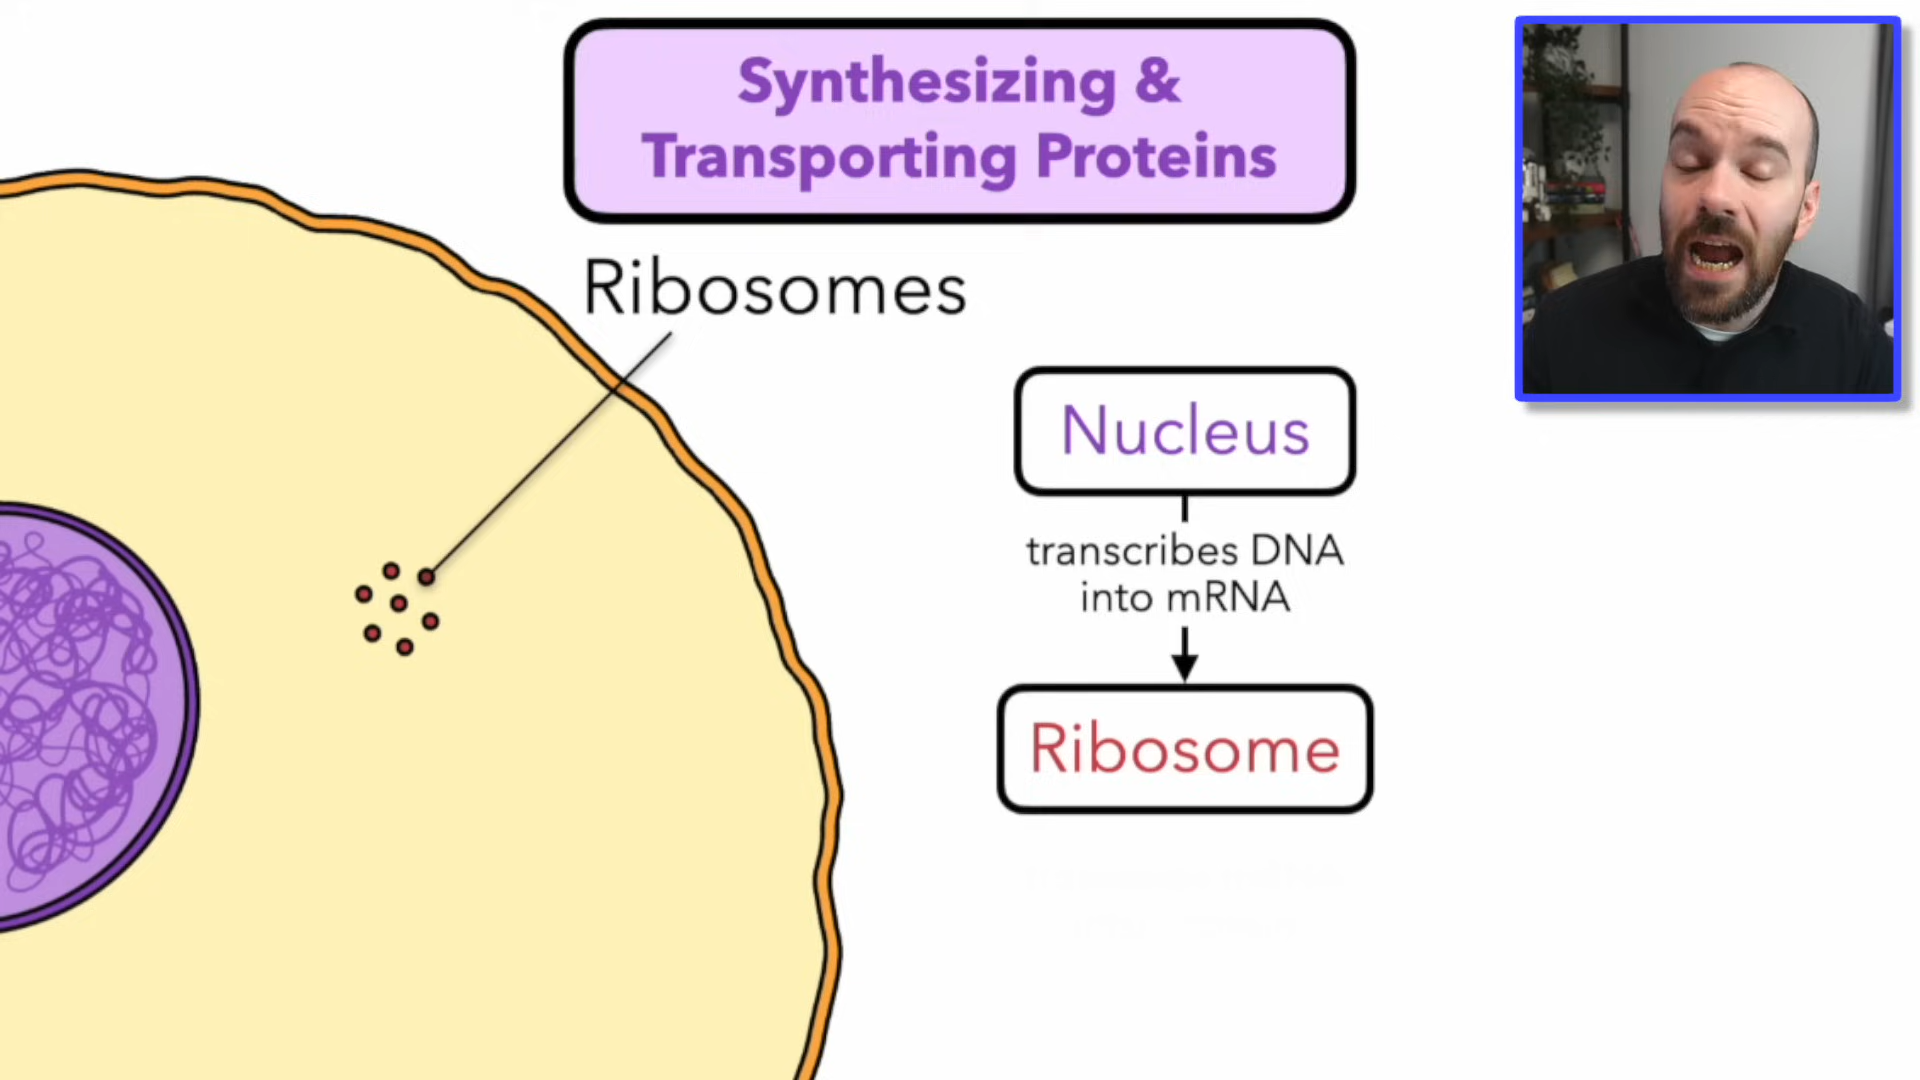 Synthesizing &
Transporting Proteins
Ribosomes
Nucleus
transcribes DNA
into mRNA
Ribosome